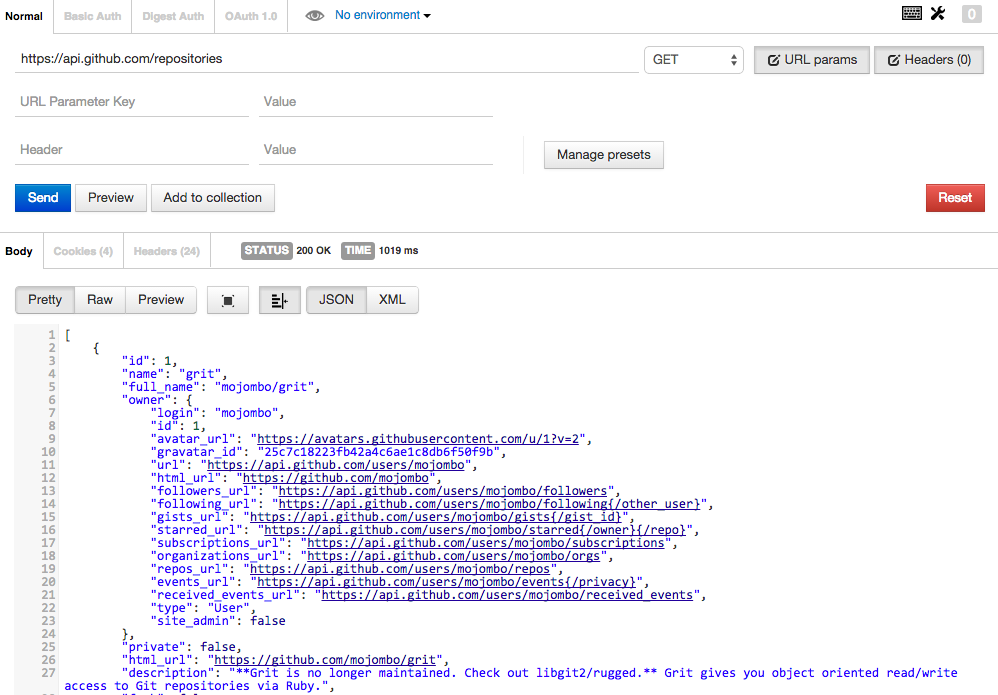 Normal Basic Auth Digest Auth OAuth 1.0 No environment 0
https://api.github.com/repositories GET URL params Headers (0)
URL Parameter Key Value
Header Value Manage presets
Send Preview Add to collection Reset
Body Cookies (4) Headers (24) STATUS 200 OK TIME 1019 ms
Pretty Raw Preview JSON XML
1 [
2 {
3 "id": 1,
4 "name": "grit",
5 "full_name": "mojombo/grit",
6 "owner": {
7 "login": "mojombo",
8 "id": 1,
9 "avatar_url": "https://avatars.githubusercontent.com/u/1?v=2",
10 "gravatar_id": "25c7c18223fb42a4c6ae1c8db6f50f9b",
11 "url": "https://api.github.com/users/mojombo",
12 "html_url": "https://github.com/mojombo",
13 "followers_url": "https://api.github.com/users/mojombo/followers",
14 "following_url": "https://api.github.com/users/mojombo/following{/other_user}",
15 "gists_url": "https://api.github.com/users/mojombo/gists{/gist_id}",
16 "starred_url": "https://api.github.com/users/mojombo/starred{/owner}{/repo}",
17 "subscriptions_url": "https://api.github.com/users/mojombo/subscriptions",
18 "organizations_url": "https://api.github.com/users/mojombo/orgs",
19 "repos_url": "https://api.github.com/users/mojombo/repos",
20 "events_url": "https://api.github.com/users/mojombo/events{/privacy}",
21 "received_events_url": "https://api.github.com/users/mojombo/received_events",
22 "type": "User",
23 "site_admin": false
24 },
25 "private": false,
26 "html_url": "https://github.com/mojombo/grit",
27 "description": "**Grit is no longer maintained. Check out libgit2/rugged.** Grit gives you object oriented read/write
access to Git repositories via Ruby.",